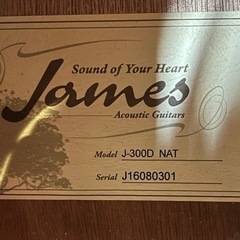 Sound of Your Heart
James
Acoustic Guitars
Model J-300D NAT
Serial J16080301